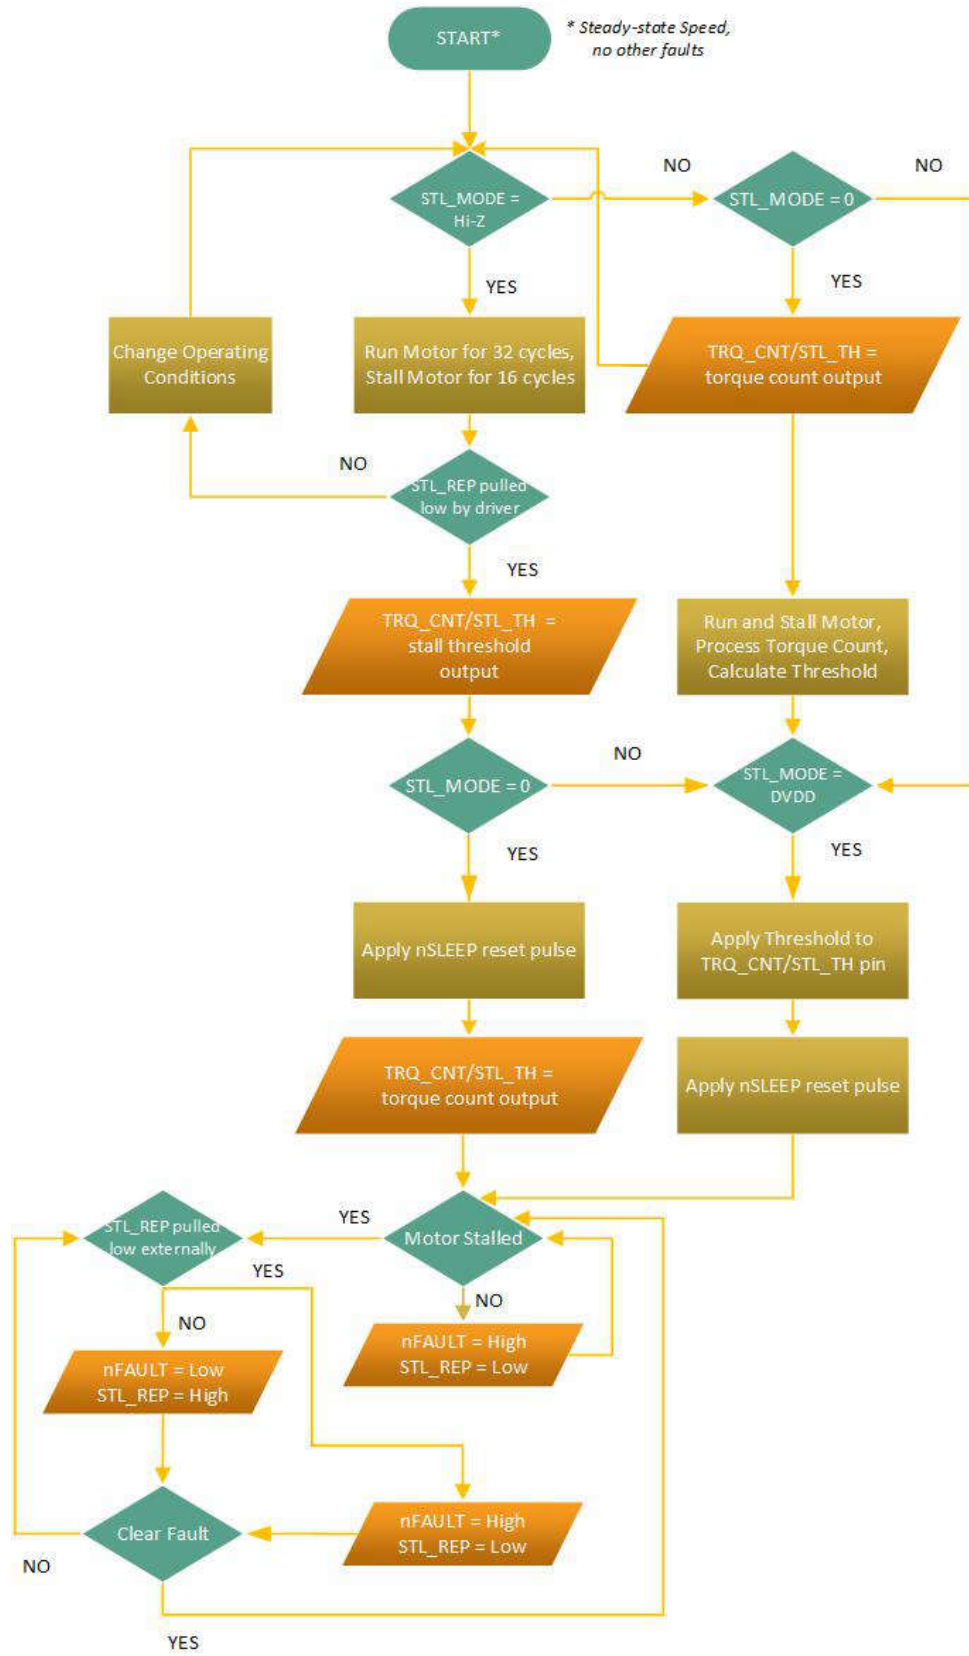 START*
* Steady-state Speed,
no other faults
STL_MODE =
Hi-Z
NO
STL_MODE = 0
NO
YES
YES
Change Operating
Conditions
Run Motor for 32 cycles,
Stall Motor for 16 cycles
TRQ_CNT/STL_TH =
torque count output
NO
STL_REP pulled
low by driver
YES
TRQ_CNT/STL_TH =
stall threshold
output
Run and Stall Motor,
Process Torque Count,
Calculate Threshold
STL_MODE = 0
NO
STL_MODE =
DVDD
YES
YES
Apply nSLEEP reset pulse
Apply Threshold to
TRQ_CNT/STL_TH pin
TRQ_CNT/STL_TH =
torque count output
Apply nSLEEP reset pulse
STL_REP pulled
low externally
YES
Motor Stalled
YES
NO
NO
nFAULT = High
STL_REP = Low
nFAULT = Low
STL_REP = High
Clear Fault
nFAULT = High
STL_REP = Low
NO
YES